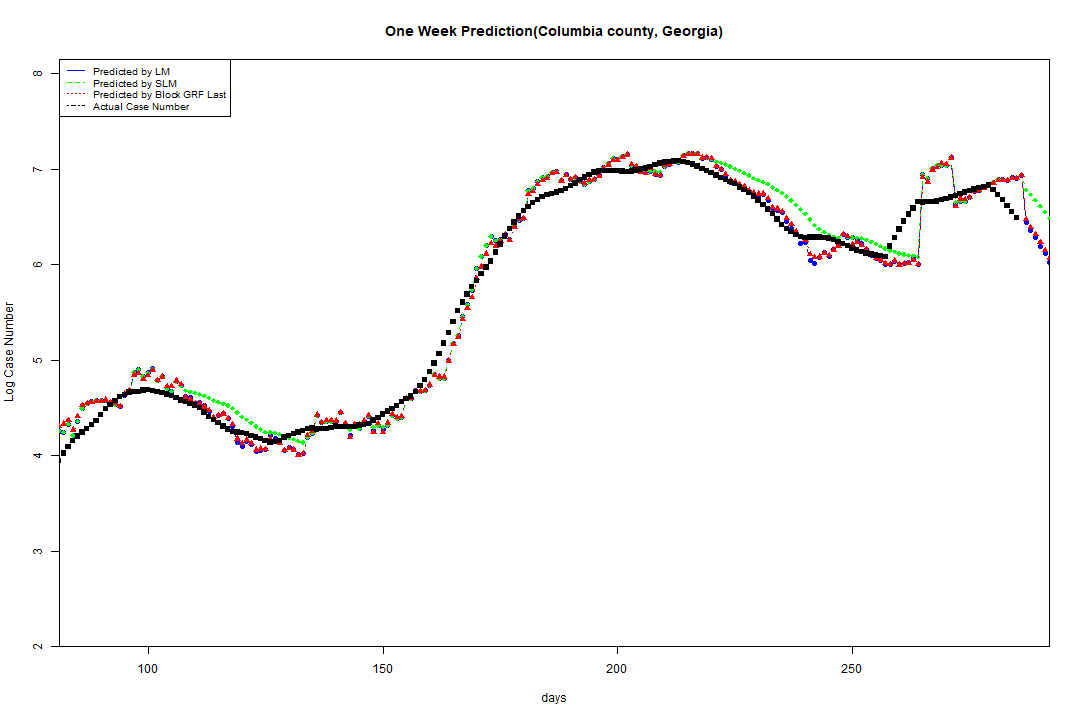 One Week Prediction(Columbia county, Georgia)
Predicted by LM
Predicted by SLM
Predicted by Block GRF Last
Actual Case Number
8
7
6
5
4
3
2
Log Case Number
100 150 200 250
days